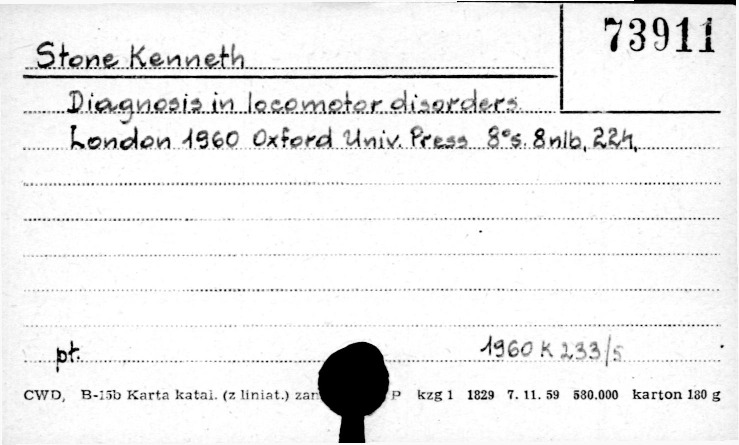 73911
Stone Kenneth
Diagnosis in locomotor disorders.
London 1960 Oxford Univ. Press 8°s. 8nlb, 224,
pł.
1960 K 233/5
CWD, B-15b Karta katal. (z liniat.) zam P kzg 1 1829 7. 11. 59 580.000 karton 180 g